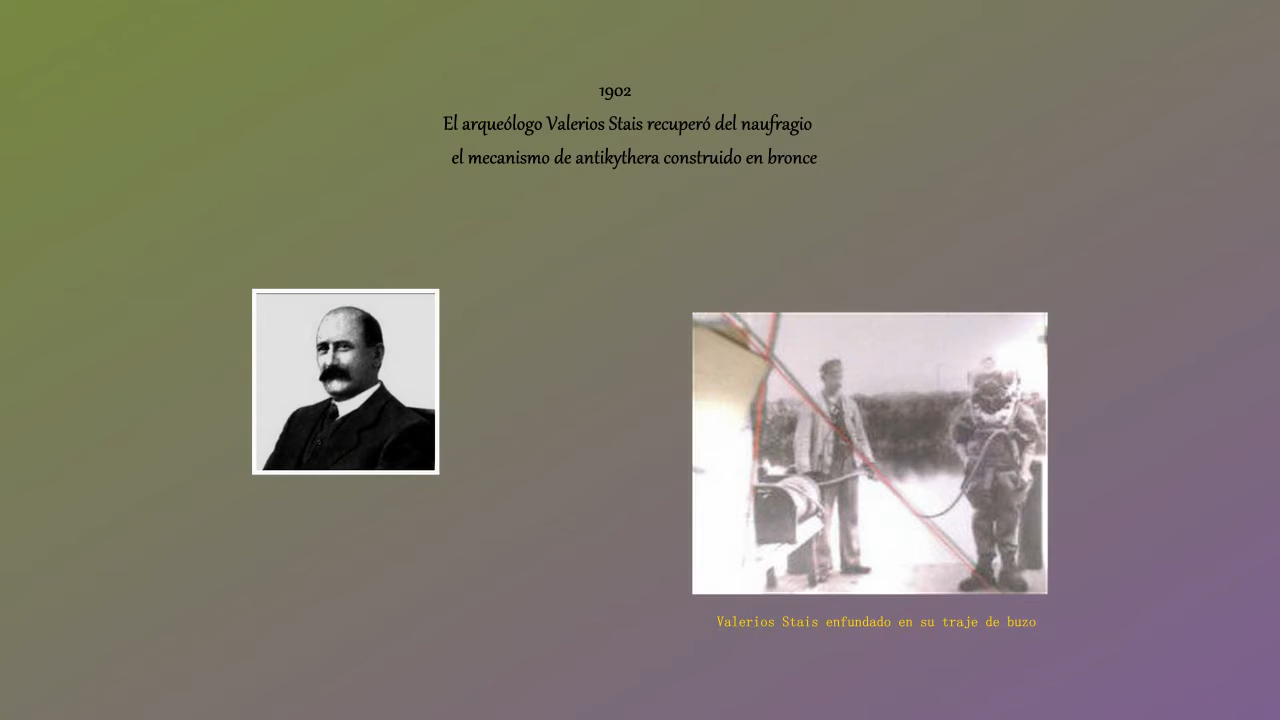 1902
El arqueólogo Valerios Stais recuperó del naufragio
el mecanismo de antikythera construido en bronce
Valerios Stais enfundado en su traje de buzo